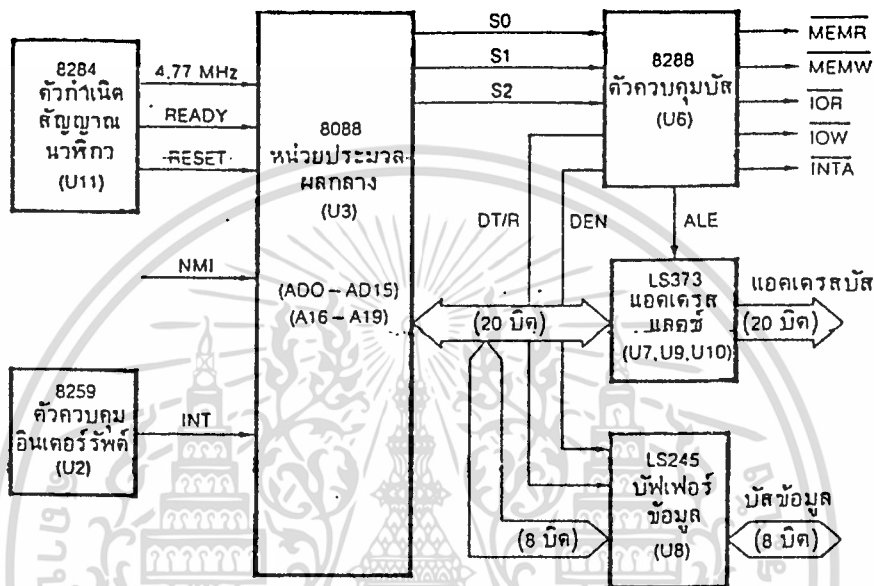 8284
ตัวกำเนิด
สัญญาณ
นาฬิกา
(U11)
4.77 MHz
READY
RESET
NMI
8259
ตัวควบคุม
อินเตอร์รัพต์
(U2)
INT
8088
หน่วยประมวล
ผลกลาง
(U3)
(ADO – AD15)
(A16 – A19)
S0
S1
S2
8288
ตัวควบคุมบัส
(U6)
MEMR
MEMW
IOR
IOW
INTA
DT/R
DEN
ALE
(20 บิต)
LS373
แอดเดรส
แลตช์
(U7,U9,U10)
แอดเดรสบัส
(20 บิต)
LS245
บัฟเฟอร์
ข้อมูล
(U8)
(8 บิต)
บัสข้อมูล
(8 บิต)